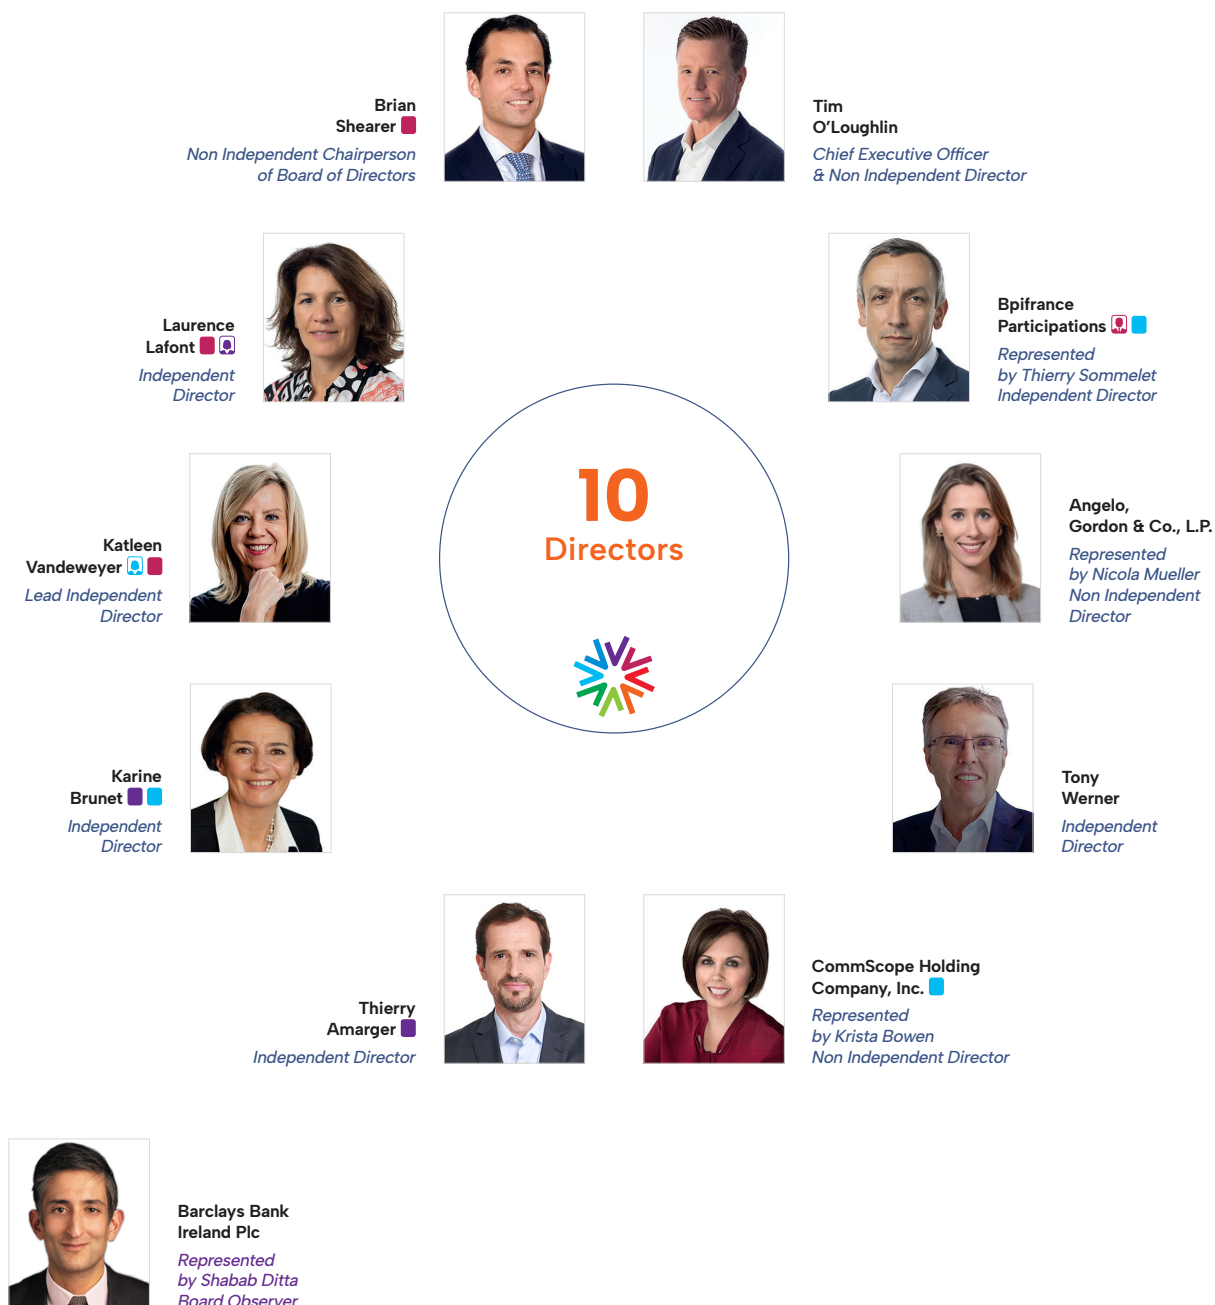 Brian
Shearer
Non Independent Chairperson
of Board of Directors
Tim
O'Loughlin
Chief Executive Officer
& Non Independent Director
Laurence
Lafont
Independent
Director
Bpifrance
Participations
Represented
by Thierry Sommelet
Independent Director
Katleen
Vandeweyer
Lead Independent
Director
10
Directors
Angelo,
Gordon & Co., L.P.
Represented
by Nicola Mueller
Non Independent
Director
Karine
Brunet
Independent
Director
Tony
Werner
Independent
Director
Thierry
Amarger
Independent Director
CommScope Holding
Company, Inc.
Represented
by Krista Bowen
Non Independent Director
Barclays Bank
Ireland Plc
Represented
by Shabab Ditta
Board Observer